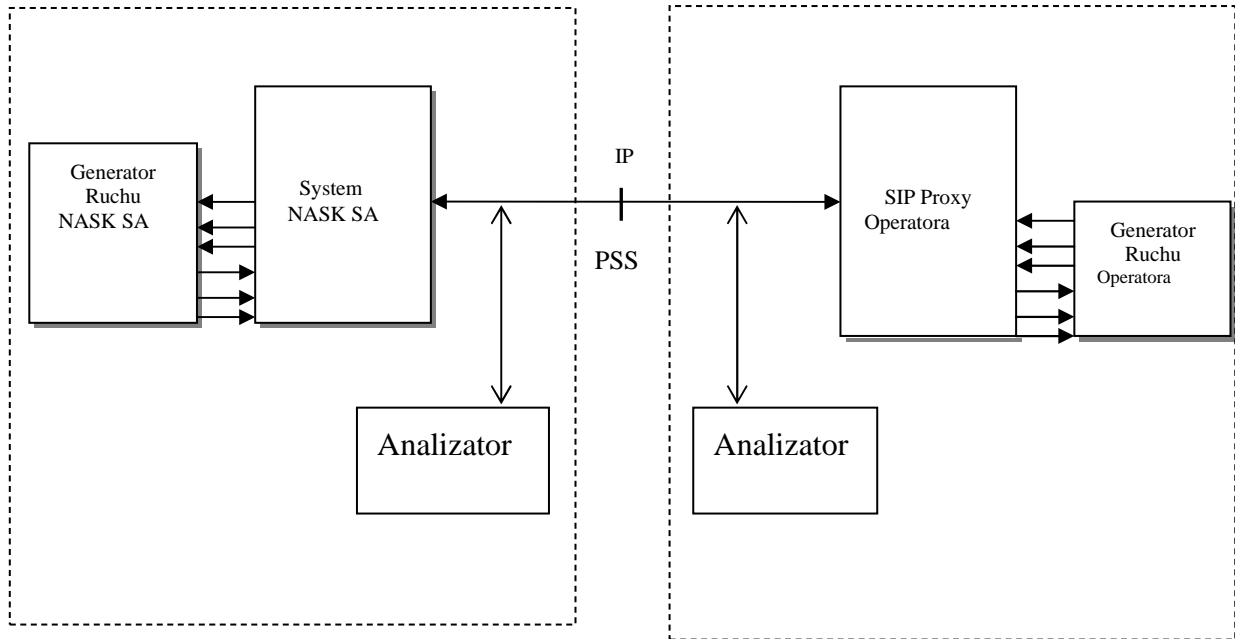 Generator
Ruchu
NASK SA
System
NASK SA
IP
PSS
SIP Proxy
Operatora
Generator
Ruchu
Operatora
Analizator
Analizator